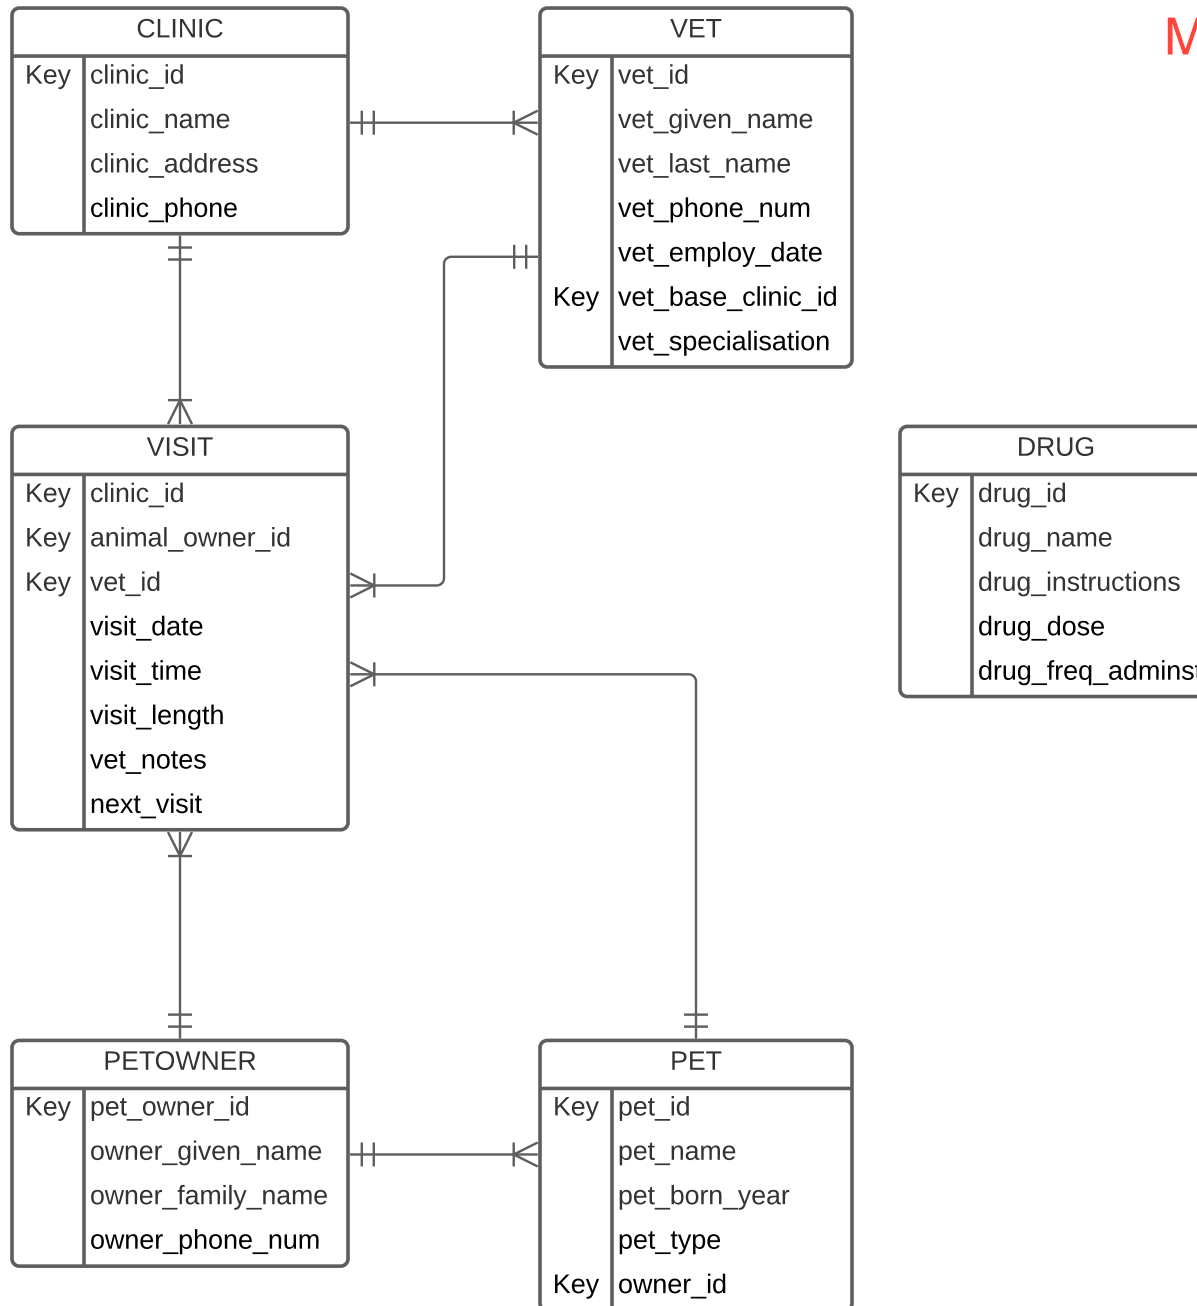 CLINIC
Key clinic_id
clinic_name
clinic_address
clinic_phone
VET
Key vet_id
vet_given_name
vet_last_name
vet_phone_num
vet_employ_date
Key vet_base_clinic_id
vet_specialisation
M
VISIT
Key clinic_id
Key animal_owner_id
Key vet_id
visit_date
visit_time
visit_length
vet_notes
next_visit
DRUG
Key drug_id
drug_name
drug_instructions
drug_dose
drug_freq_adminst
PETOWNER
Key pet_owner_id
owner_given_name
owner_family_name
owner_phone_num
PET
Key pet_id
pet_name
pet_born_year
pet_type
Key owner_id